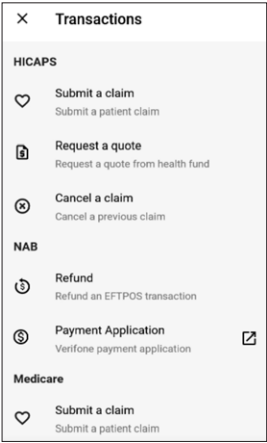 Transactions
HICAPS
Submit a claim
Submit a patient claim
Request a quote
Request a quote from health fund
Cancel a claim
Cancel a previous claim
NAB
Refund
Refund an EFTPOS transaction
Payment Application
Verifone payment application
Medicare
Submit a claim
Submit a patient claim